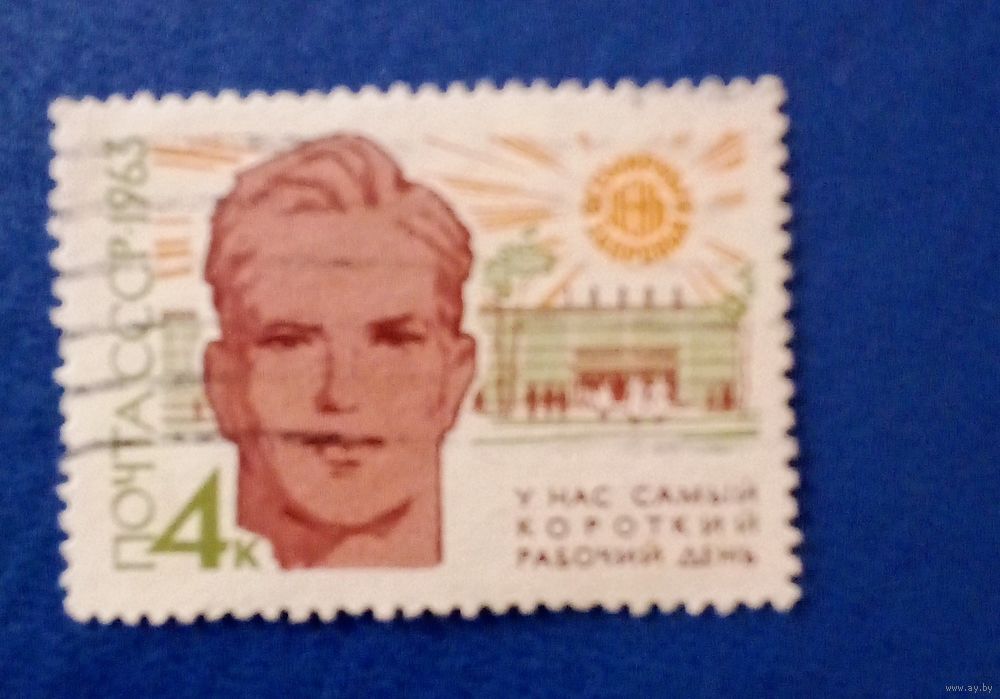 ПОЧТА СССР·1963
4к
У НАС САМЫЙ
КОРОТКИЙ
РАБОЧИЙ ДЕНЬ
www.ay.by